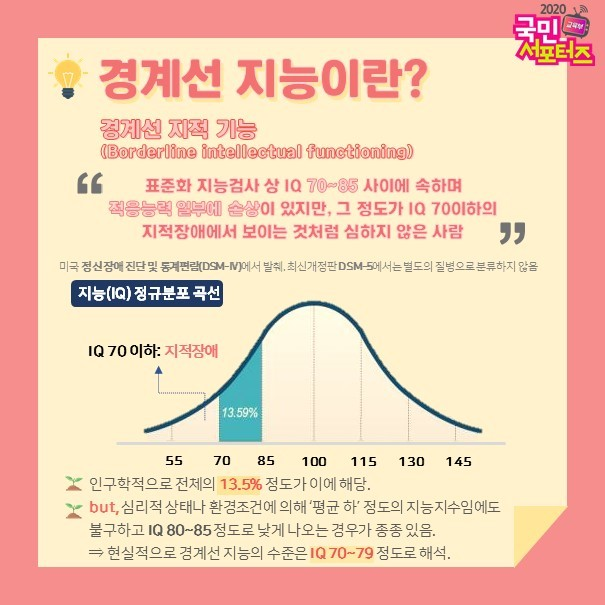 2020
국민
교육부
서포터즈
경계선 지능이란?
경계선 지적 기능
(Borderline intellectual functioning)
“ 표준화 지능검사 상 IQ 70~85 사이에 속하며
적응능력 일부에 손상이 있지만, 그 정도가 IQ 70이하의
지적장애에서 보이는 것처럼 심하지 않은 사람 ”
미국 정신 장애 진단 및 통계편람(DSM-IV)에서 발췌, 최신개정판 DSM-5에서는 별도의 질병으로 분류하지 않음
지능(IQ) 정규분포 곡선
IQ 70 이하: 지적장애
13.59%
55 70 85 100 115 130 145
인구학적으로 전체의 13.5% 정도가 이에 해당.
but, 심리적 상태나 환경조건에 의해 ‘평균 하’ 정도의 지능지수임에도
불구하고 IQ 80~85 정도로 낮게 나오는 경우가 종종 있음.
⇒ 현실적으로 경계선 지능의 수준은 IQ 70~79 정도로 해석.